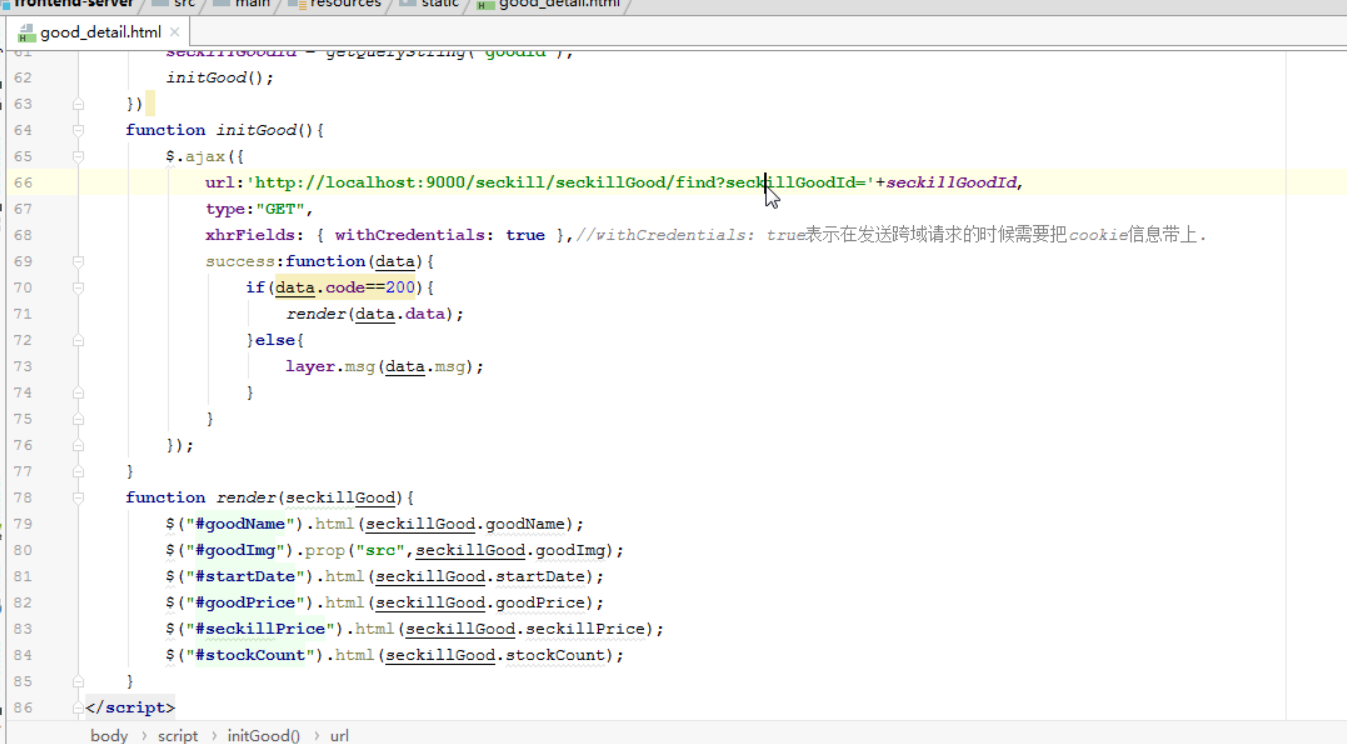 frontend-server src main resources static good_detail.html
good_detail.html
61 seckillGoodId = getQueryString("goodId");
62 initGood();
63 })
64 function initGood(){
65 $.ajax({
66 url:'http://localhost:9000/seckill/seckillGood/find?seckillGoodId='+seckillGoodId,
67 type:"GET",
68 xhrFields: { withCredentials: true },//withCredentials: true表示在发送跨域请求的时候需要把cookie信息带上.
69 success:function(data){
70 if(data.code==200){
71 render(data.data);
72 }else{
73 layer.msg(data.msg);
74 }
75 }
76 });
77 }
78 function render(seckillGood){
79 $("#goodName").html(seckillGood.goodName);
80 $("#goodImg").prop("src",seckillGood.goodImg);
81 $("#startDate").html(seckillGood.startDate);
82 $("#goodPrice").html(seckillGood.goodPrice);
83 $("#seckillPrice").html(seckillGood.seckillPrice);
84 $("#stockCount").html(seckillGood.stockCount);
85 }
86 </script>
body › script › initGood() › url